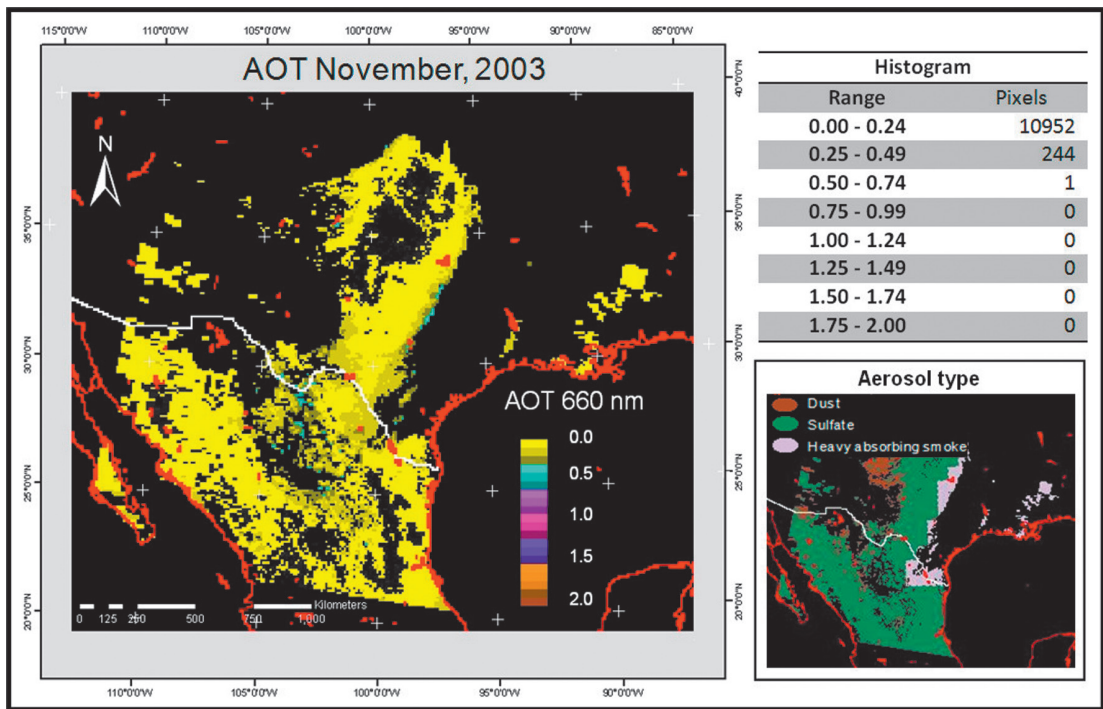 115°0'0"W 110°0'0"W 105°0'0"W 100°0'0"W 95°0'0"W 90°0'0"W 85°0'0"W
AOT November, 2003
N
40°0'0"N
35°0'0"N 35°0'0"N
30°0'0"N 30°0'0"N
25°0'0"N 25°0'0"N
20°0'0"N 20°0'0"N
AOT 660 nm
0.0
0.5
1.0
1.5
2.0
Kilometers
0 125 250 500 750 1,000
110°0'0"W 105°0'0"W 100°0'0"W 95°0'0"W 90°0'0"W
Histogram
Range Pixels
0.00 - 0.24 10952
0.25 - 0.49 244
0.50 - 0.74 1
0.75 - 0.99 0
1.00 - 1.24 0
1.25 - 1.49 0
1.50 - 1.74 0
1.75 - 2.00 0
Aerosol type
Dust
Sulfate
Heavy absorbing smoke